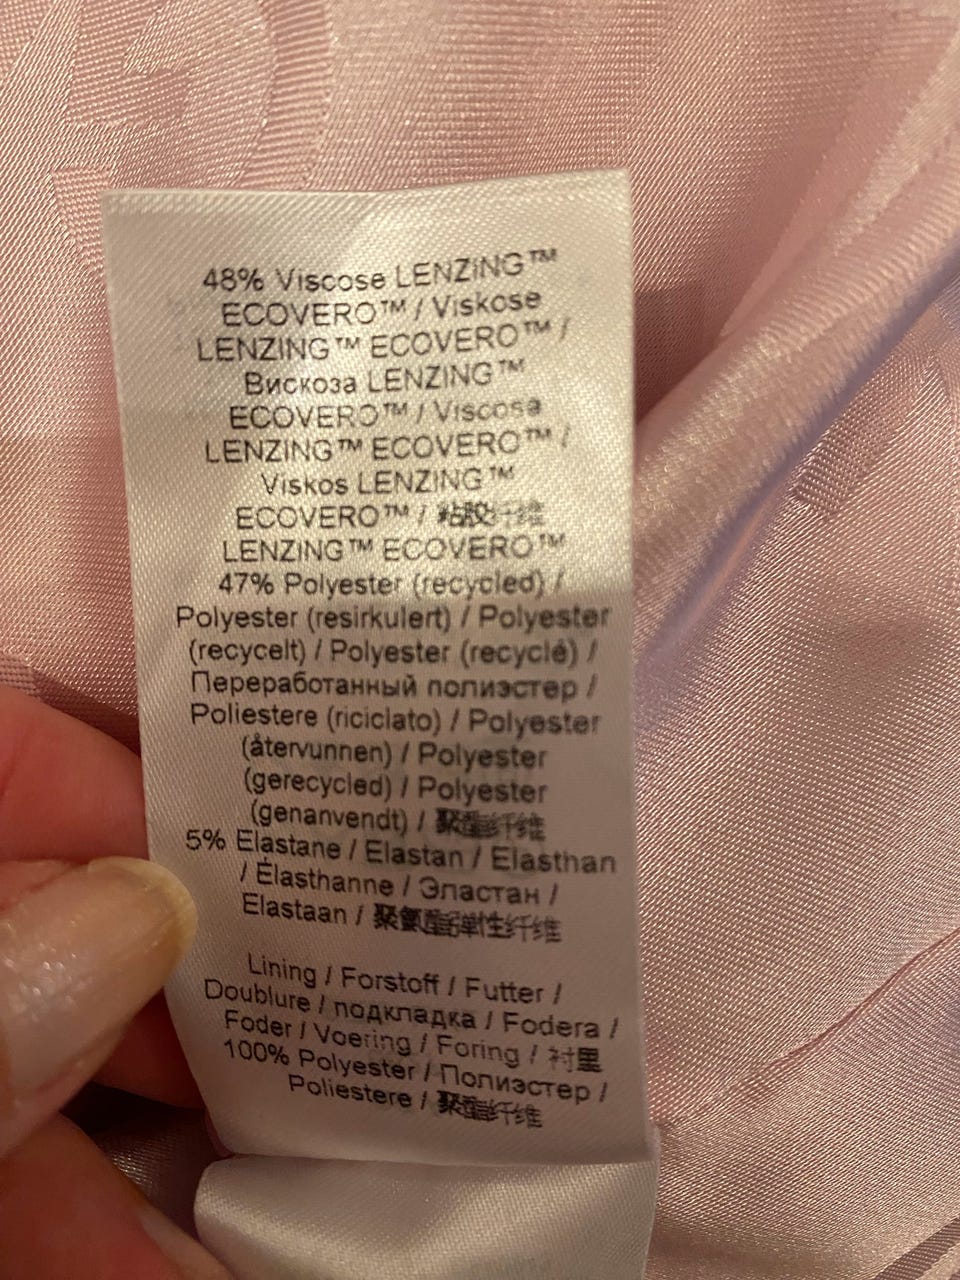 48% Viscose LENZING™
ECOVERO™ / Viskose
LENZING™ ECOVERO™ /
Вискоза LENZING™
ECOVERO™ / Viscosa
LENZING™ ECOVERO™ /
Viskos LENZING™
ECOVERO™ / 粘胶纤维
LENZING™ ECOVERO™
47% Polyester (recycled) /
Polyester (resirkulert) / Polyester
(recycelt) / Polyester (recyclé) /
Переработанный полиэстер /
Poliestere (riciclato) / Polyester
(återvunnen) / Polyester
(gerecycled) / Polyester
(genanvendt) / 聚酯纤维
5% Elastane / Elastan / Elasthan
/ Élasthanne / Эластан /
Elastaan / 聚氨酯弹性纤维
Lining / Forstoff / Futter /
Doublure / подкладка / Fodera /
Foder / Voering / Foring / 衬里
100% Polyester / Полиэстер /
Poliestere / 聚酯纤维